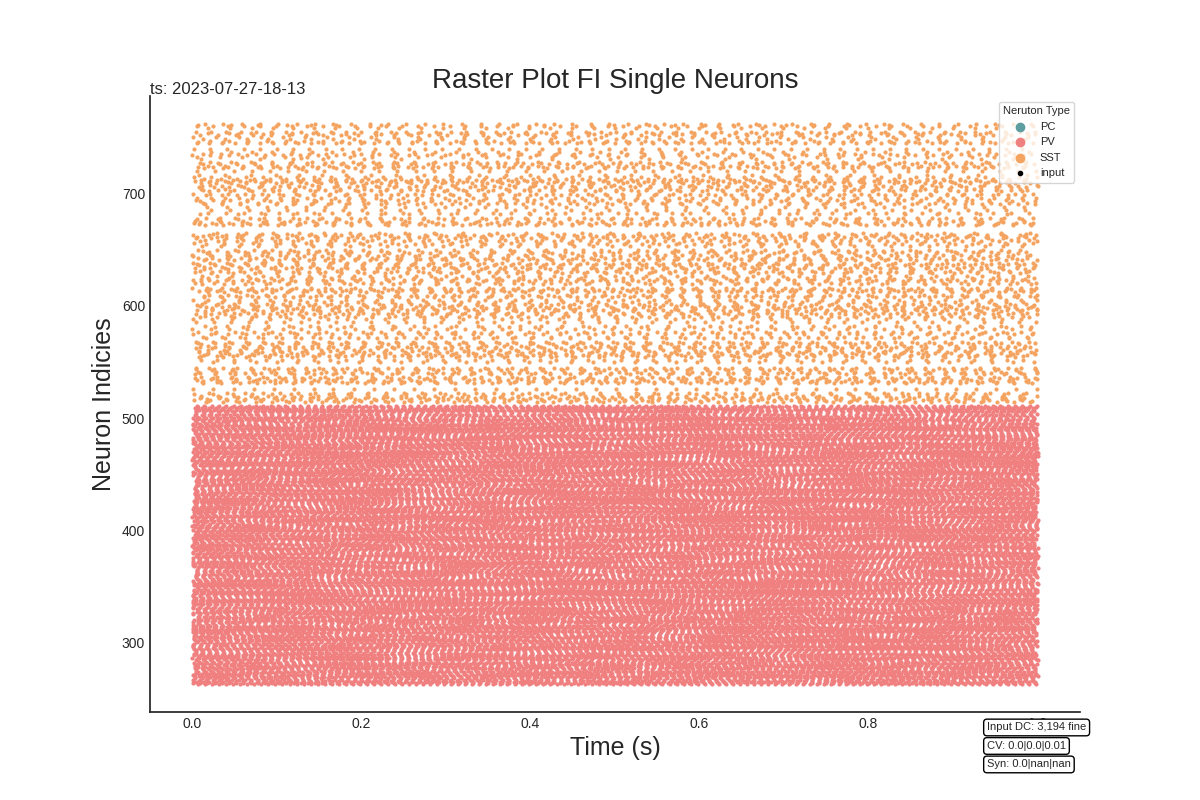 Raster Plot FI Single Neurons
ts: 2023-07-27-18-13
Neruton Type
PC
PV
SST
input
Neuron Indicies
700
600
500
400
300
0.0
0.2
0.4
0.6
0.8
Time (s)
Input DC: 3,194 fine
CV: 0.0|0.0|0.01
Syn: 0.0|nan|nan